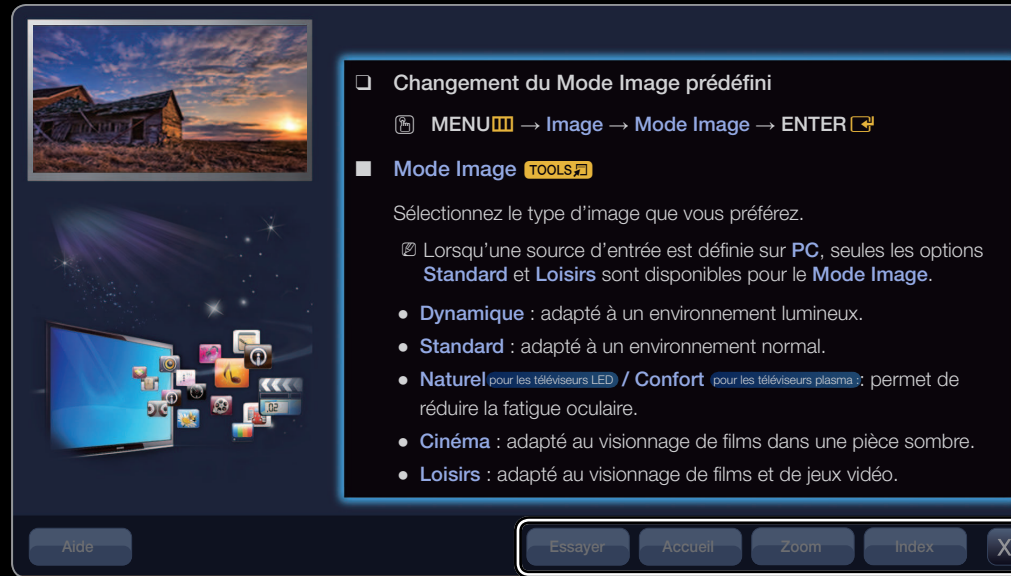 ❑ Changement du Mode Image prédéfini
MENU → Image → Mode Image → ENTER
■ Mode Image TOOLS
Sélectionnez le type d’image que vous préférez.
Lorsqu’une source d’entrée est définie sur PC, seules les options
Standard et Loisirs sont disponibles pour le Mode Image.
● Dynamique : adapté à un environnement lumineux.
● Standard : adapté à un environnement normal.
● Naturel pour les téléviseurs LED / Confort pour les téléviseurs plasma : : permet de
réduire la fatigue oculaire.
● Cinéma : adapté au visionnage de films dans une pièce sombre.
● Loisirs : adapté au visionnage de films et de jeux vidéo.
Aide Essayer Accueil Zoom Index X